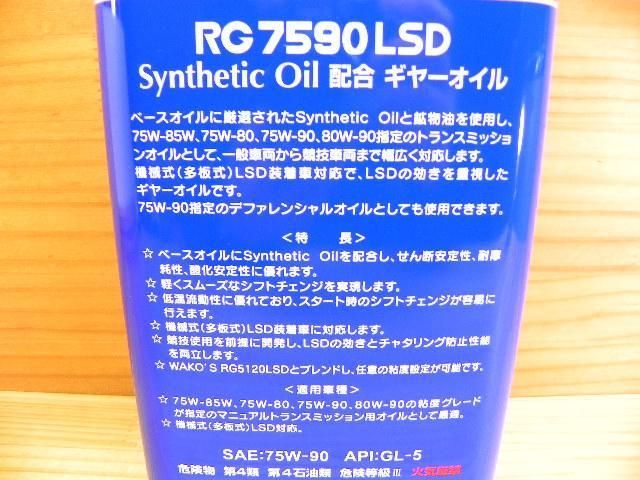 RG7590LSD
Synthetic Oil 配合 ギヤーオイル
ベースオイルに厳選されたSynthetic Oilと鉱物油を使用し、
75W-85W、75W-80、75W-90、80W-90指定のトランスミッショ
ンオイルとして、一般車両から競技車両まで幅広く対応します。
機械式(多板式)LSD装着車対応で、LSDの効きを重視した
ギヤーオイルです。
75W-90指定のデファレンシャルオイルとしても使用できます。
＜特 長＞
☆ ベースオイルにSynthetic Oilを配合し、せん断安定性、耐摩
耗性、酸化安定性に優れます。
☆ 軽くスムーズなシフトチェンジを実現します。
☆ 低温流動性に優れており、スタート時のシフトチェンジが容易に
行えます。
☆ 機械式(多板式)LSD装着車に対応します。
☆ 競技使用を前提に開発し、LSDの効きとチャタリング防止性能
を両立します。
☆ WAKO'S RG5120LSDとブレンドし、任意の粘度設定が可能です。
＜適用車種＞
☆ 75W-85W、75W-80、75W-90、80W-90の粘度グレード
が指定のマニュアルトランスミッション用オイルとして最適。
☆ 機械式(多板式)LSD対応。
SAE:75W-90 API:GL-5
危険物 第4類 第4石油類 危険等級Ⅲ 火気厳禁